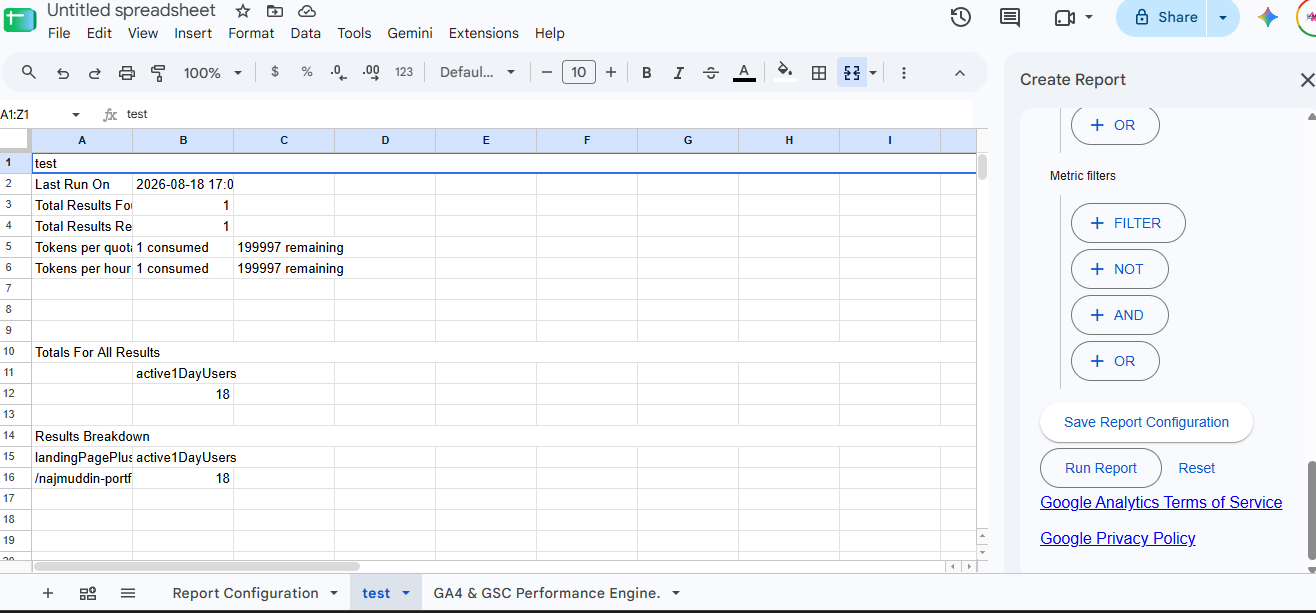 Untitled spreadsheet
File Edit View Insert Format Data Tools Gemini Extensions Help
Share
100% $ % .0 .00 123 Defaul... 10 B I S A
A1:Z1 fx test
A B C D E F G H I
1 test
2 Last Run On 2026-08-18 17:0
3 Total Results Fou 1
4 Total Results Re 1
5 Tokens per quota 1 consumed 199997 remaining
6 Tokens per hour 1 consumed 199997 remaining
7
8
9
10 Totals For All Results
11 active1DayUsers
12 18
13
14 Results Breakdown
15 landingPagePlus active1DayUsers
16 /najmuddin-portf 18
17
18
19
20
Report Configuration test GA4 & GSC Performance Engine.
Create Report
+ OR
Metric filters
+ FILTER
+ NOT
+ AND
+ OR
Save Report Configuration
Run Report Reset
Google Analytics Terms of Service
Google Privacy Policy